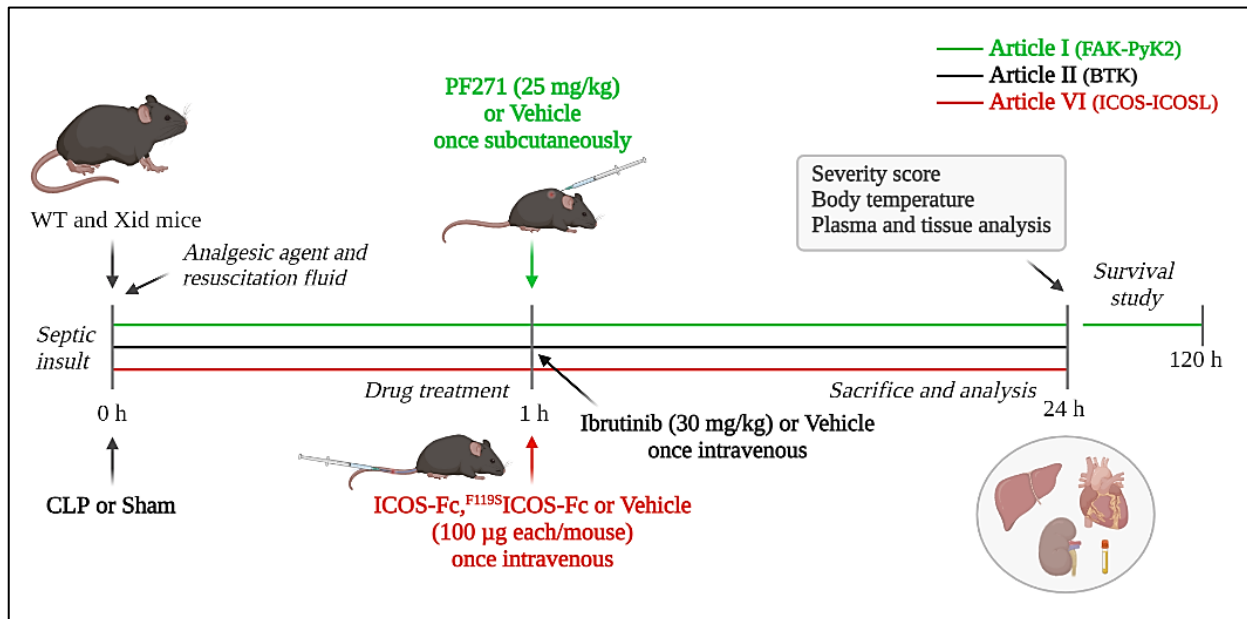 Article I (FAK-PyK2)
Article II (BTK)
Article VI (ICOS-ICOSL)
PF271 (25 mg/kg)
or Vehicle
once subcutaneously
Severity score
Body temperature
Plasma and tissue analysis
WT and Xid mice
Analgesic agent and
resuscitation fluid
Survival
study
Septic
insult
120 h
Drug treatment
Sacrifice and analysis
0 h
1 h
24 h
Ibrutinib (30 mg/kg) or Vehicle
once intravenous
CLP or Sham
ICOS-Fc,F119SICOS-Fc or Vehicle
(100 µg each/mouse)
once intravenous